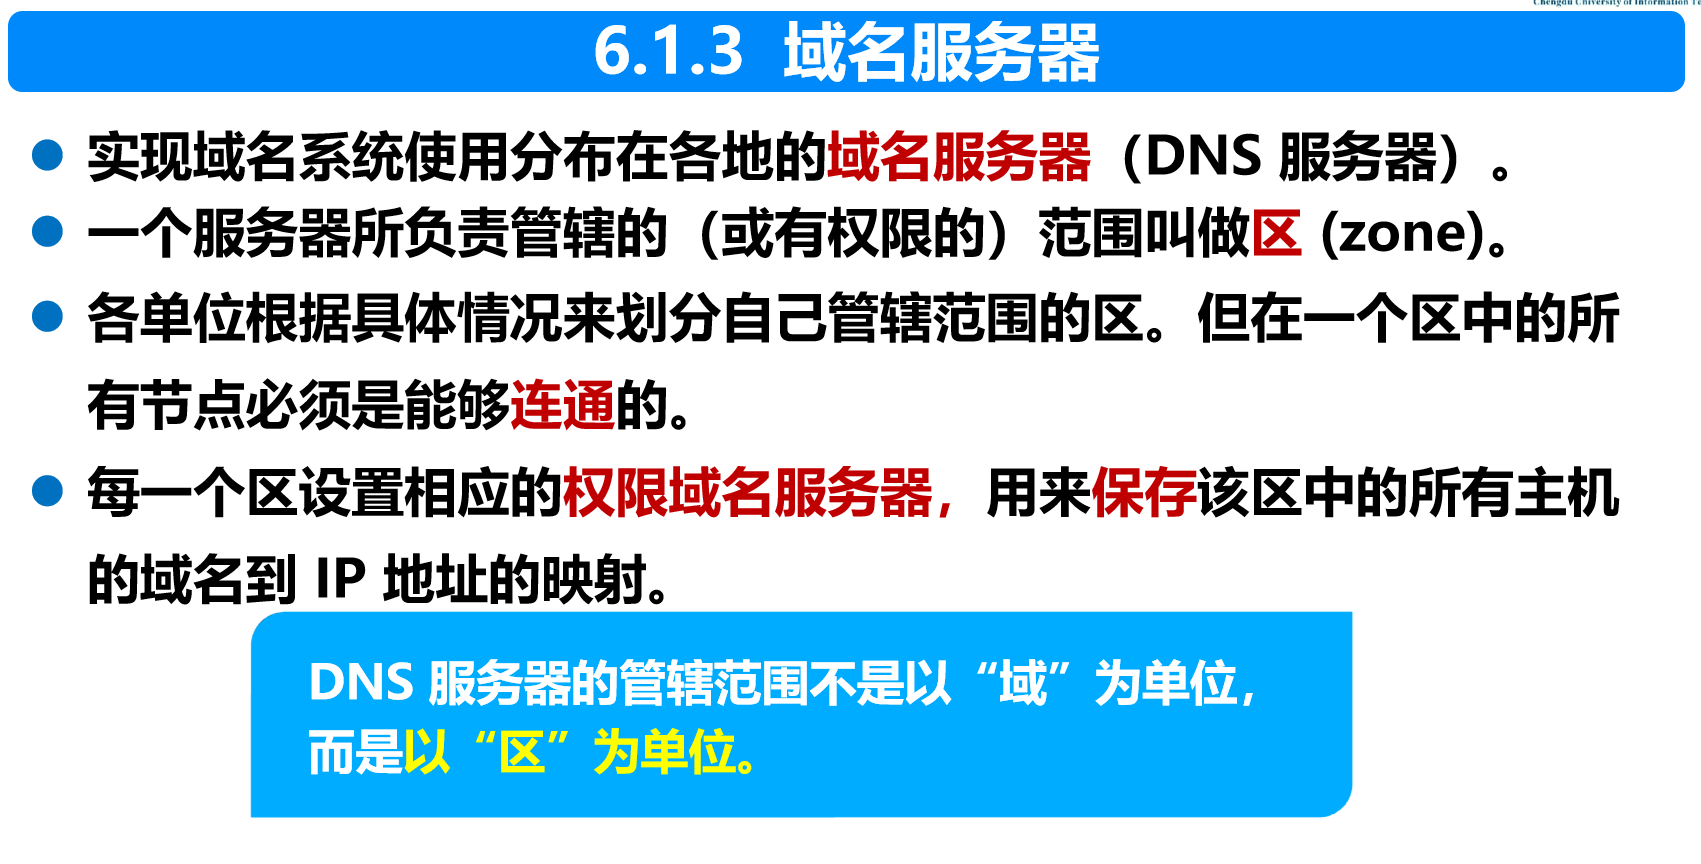 Chengdu University of Information Te
6.1.3 域名服务器
实现域名系统使用分布在各地的域名服务器（DNS 服务器）。
一个服务器所负责管辖的（或有权限的）范围叫做区 (zone)。
各单位根据具体情况来划分自己管辖范围的区。但在一个区中的所
有节点必须是能够连通的。
每一个区设置相应的权限域名服务器，用来保存该区中的所有主机
的域名到 IP 地址的映射。
DNS 服务器的管辖范围不是以“域”为单位，
而是以“区”为单位。